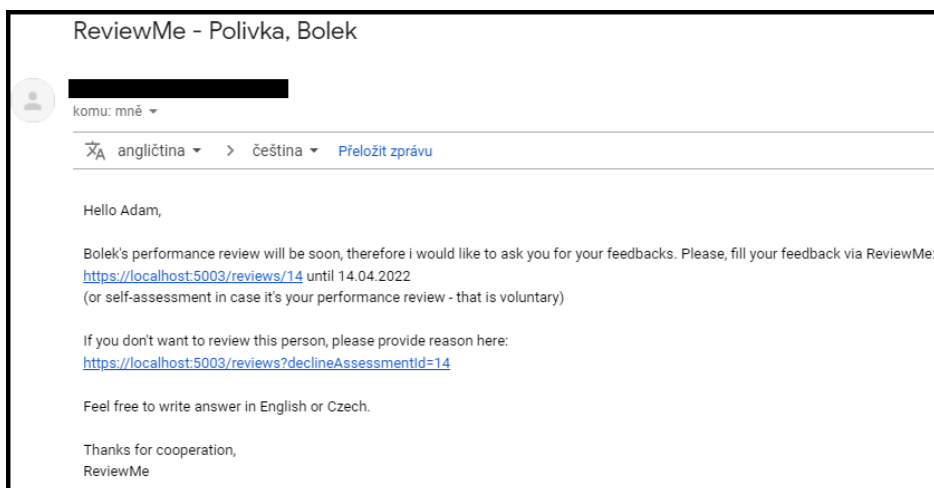 ReviewMe - Polivka, Bolek
komu: mně
angličtina > čeština Přeložit zprávu
Hello Adam,
Bolek's performance review will be soon, therefore i would like to ask you for your feedbacks. Please, fill your feedback via ReviewMe:
https://localhost:5003/reviews/14 until 14.04.2022
(or self-assessment in case it's your performance review - that is voluntary)
If you don't want to review this person, please provide reason here:
https://localhost:5003/reviews?declineAssessmentId=14
Feel free to write answer in English or Czech.
Thanks for cooperation,
ReviewMe